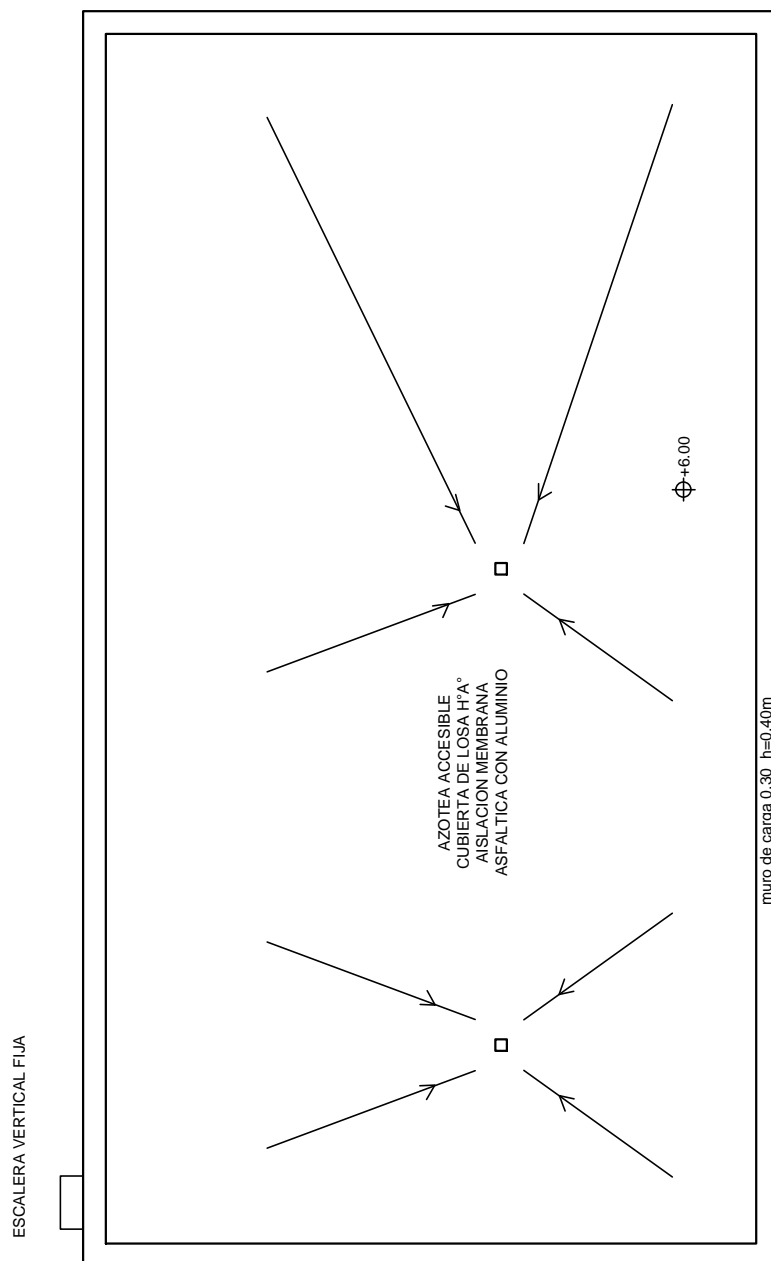 AZOTEA ACCESIBLE
CUBIERTA DE LOSA H°A°
AISLACION MEMBRANA
ASFALTICA CON ALUMINIO
+6.00
muro de carga 0.30 h=0.40m
ESCALERA VERTICAL FIJA